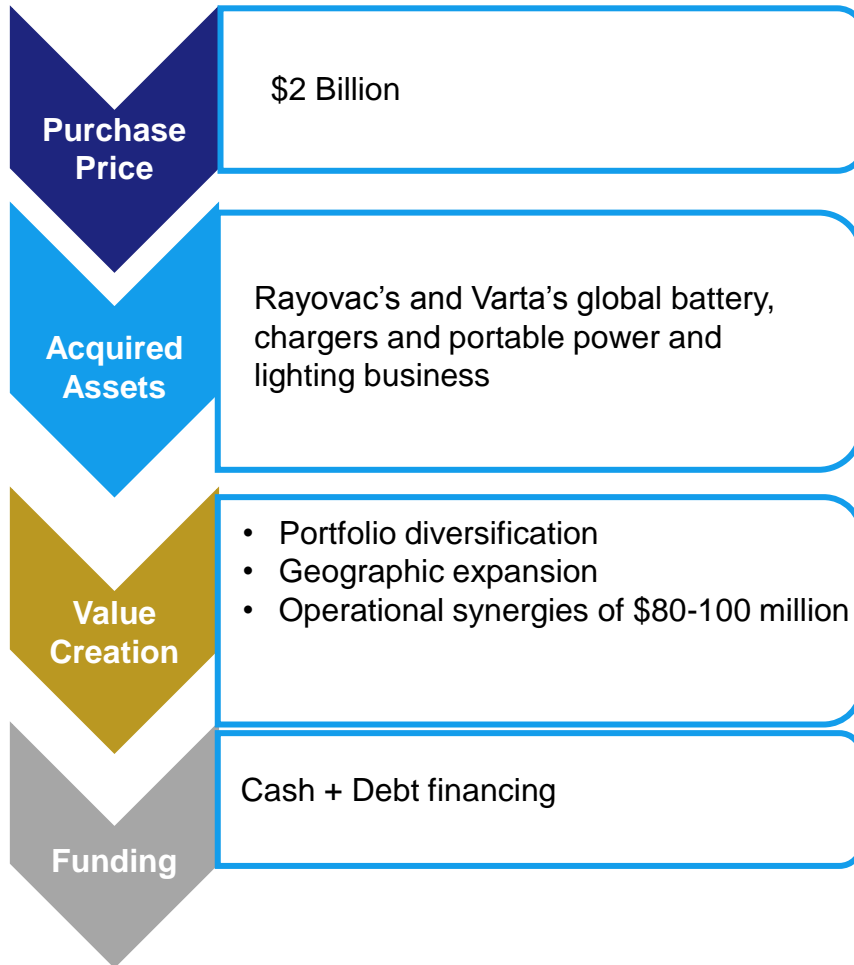 Purchase
Price
$2 Billion
Acquired
Assets
Rayovac’s and Varta’s global battery,
chargers and portable power and
lighting business
Value
Creation
• Portfolio diversification
• Geographic expansion
• Operational synergies of $80-100 million
Funding
Cash + Debt financing